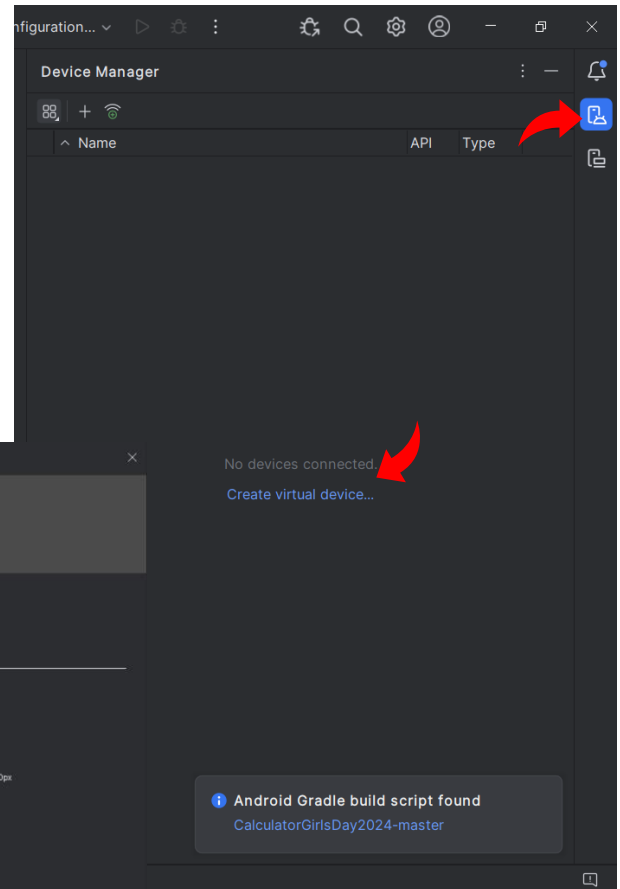 nfiguration...
Device Manager
Name API Type
No devices connected.
Create virtual device...
0px
Android Gradle build script found
CalculatorGirlsDay2024-master